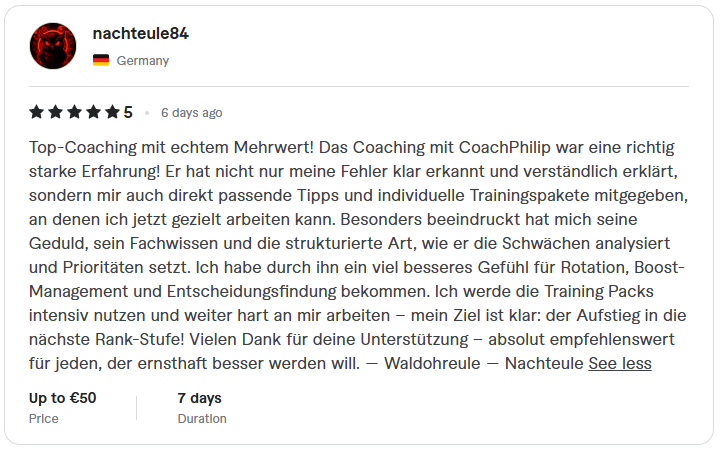 nachteule84
Germany
5 • 6 days ago
Top-Coaching mit echtem Mehrwert! Das Coaching mit CoachPhilip war eine richtig
starke Erfahrung! Er hat nicht nur meine Fehler klar erkannt und verständlich erklärt,
sondern mir auch direkt passende Tipps und individuelle Trainingspakete mitgegeben,
an denen ich jetzt gezielt arbeiten kann. Besonders beeindruckt hat mich seine
Geduld, sein Fachwissen und die strukturierte Art, wie er die Schwächen analysiert
und Prioritäten setzt. Ich habe durch ihn ein viel besseres Gefühl für Rotation, Boost-
Management und Entscheidungsfindung bekommen. Ich werde die Training Packs
intensiv nutzen und weiter hart an mir arbeiten – mein Ziel ist klar: der Aufstieg in die
nächste Rank-Stufe! Vielen Dank für deine Unterstützung – absolut empfehlenswert
für jeden, der ernsthaft besser werden will. — Waldohreule — Nachteule See less
Up to €50
Price
7 days
Duration